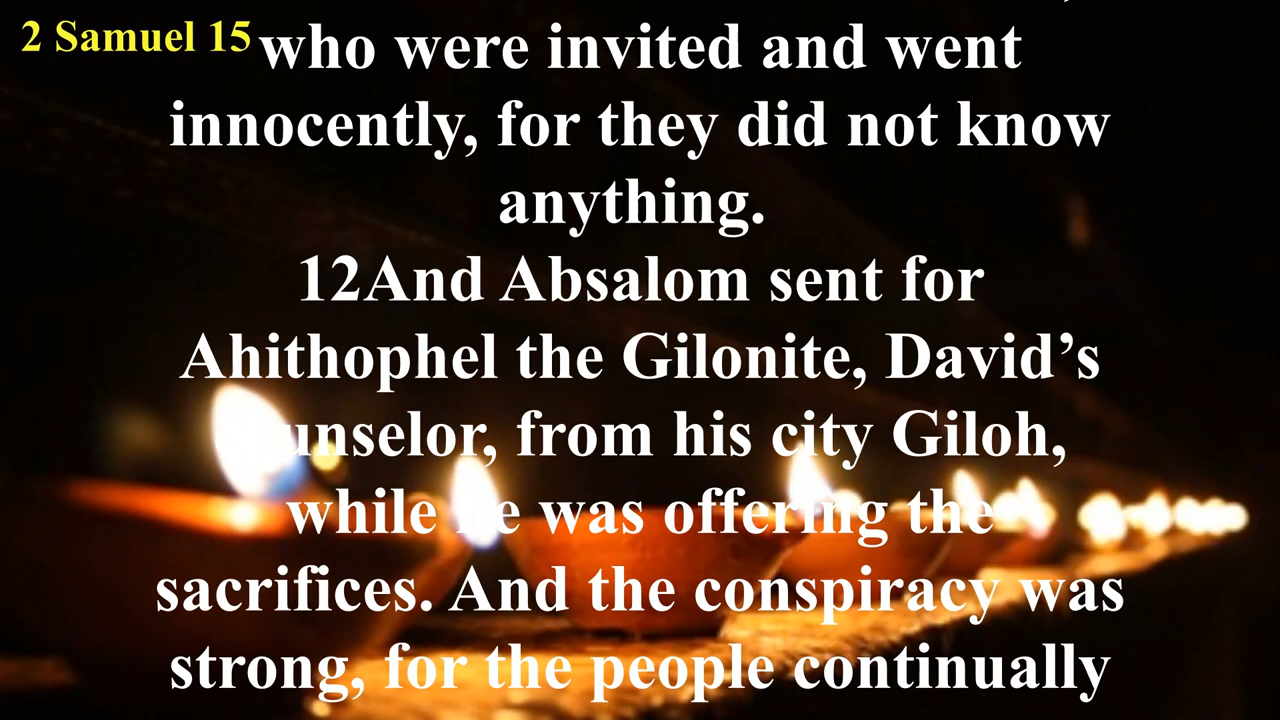 2 Samuel 15
who were invited and went
innocently, for they did not know
anything.
12And Absalom sent for
Ahithophel the Gilonite, David’s
counselor, from his city Giloh,
while he was offering the
sacrifices. And the conspiracy was
strong, for the people continually